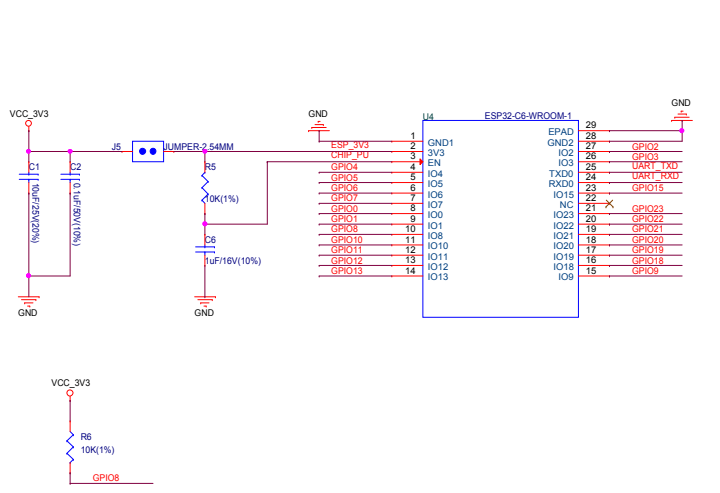 VCC_3V3
J5
JUMPER-2.54MM
C1
10uF/25V(20%)
C2
0.1uF/50V(10%)
GND
R5
10K(1%)
C6
1uF/16V(10%)
GND
GND
U4
ESP32-C6-WROOM-1
GND
ESP_3V3
CHIP_PU
GPIO4
GPIO5
GPIO6
GPIO7
GPIO0
GPIO1
GPIO8
GPIO10
GPIO11
GPIO12
GPIO13
1 GND1
2 3V3
3 EN
4 IO4
5 IO5
6 IO6
7 IO7
8 IO0
9 IO1
10 IO8
11 IO10
12 IO11
13 IO12
14 IO13
EPAD 29
GND2 28
IO2 27 GPIO2
IO3 26 GPIO3
TXD0 25 UART_TXD
RXD0 24 UART_RXD
IO15 23 GPIO15
NC 22
IO23 21 GPIO23
IO22 20 GPIO22
IO21 19 GPIO21
IO20 18 GPIO20
IO19 17 GPIO19
IO18 16 GPIO18
IO9 15 GPIO9
VCC_3V3
R6
10K(1%)
GPIO8